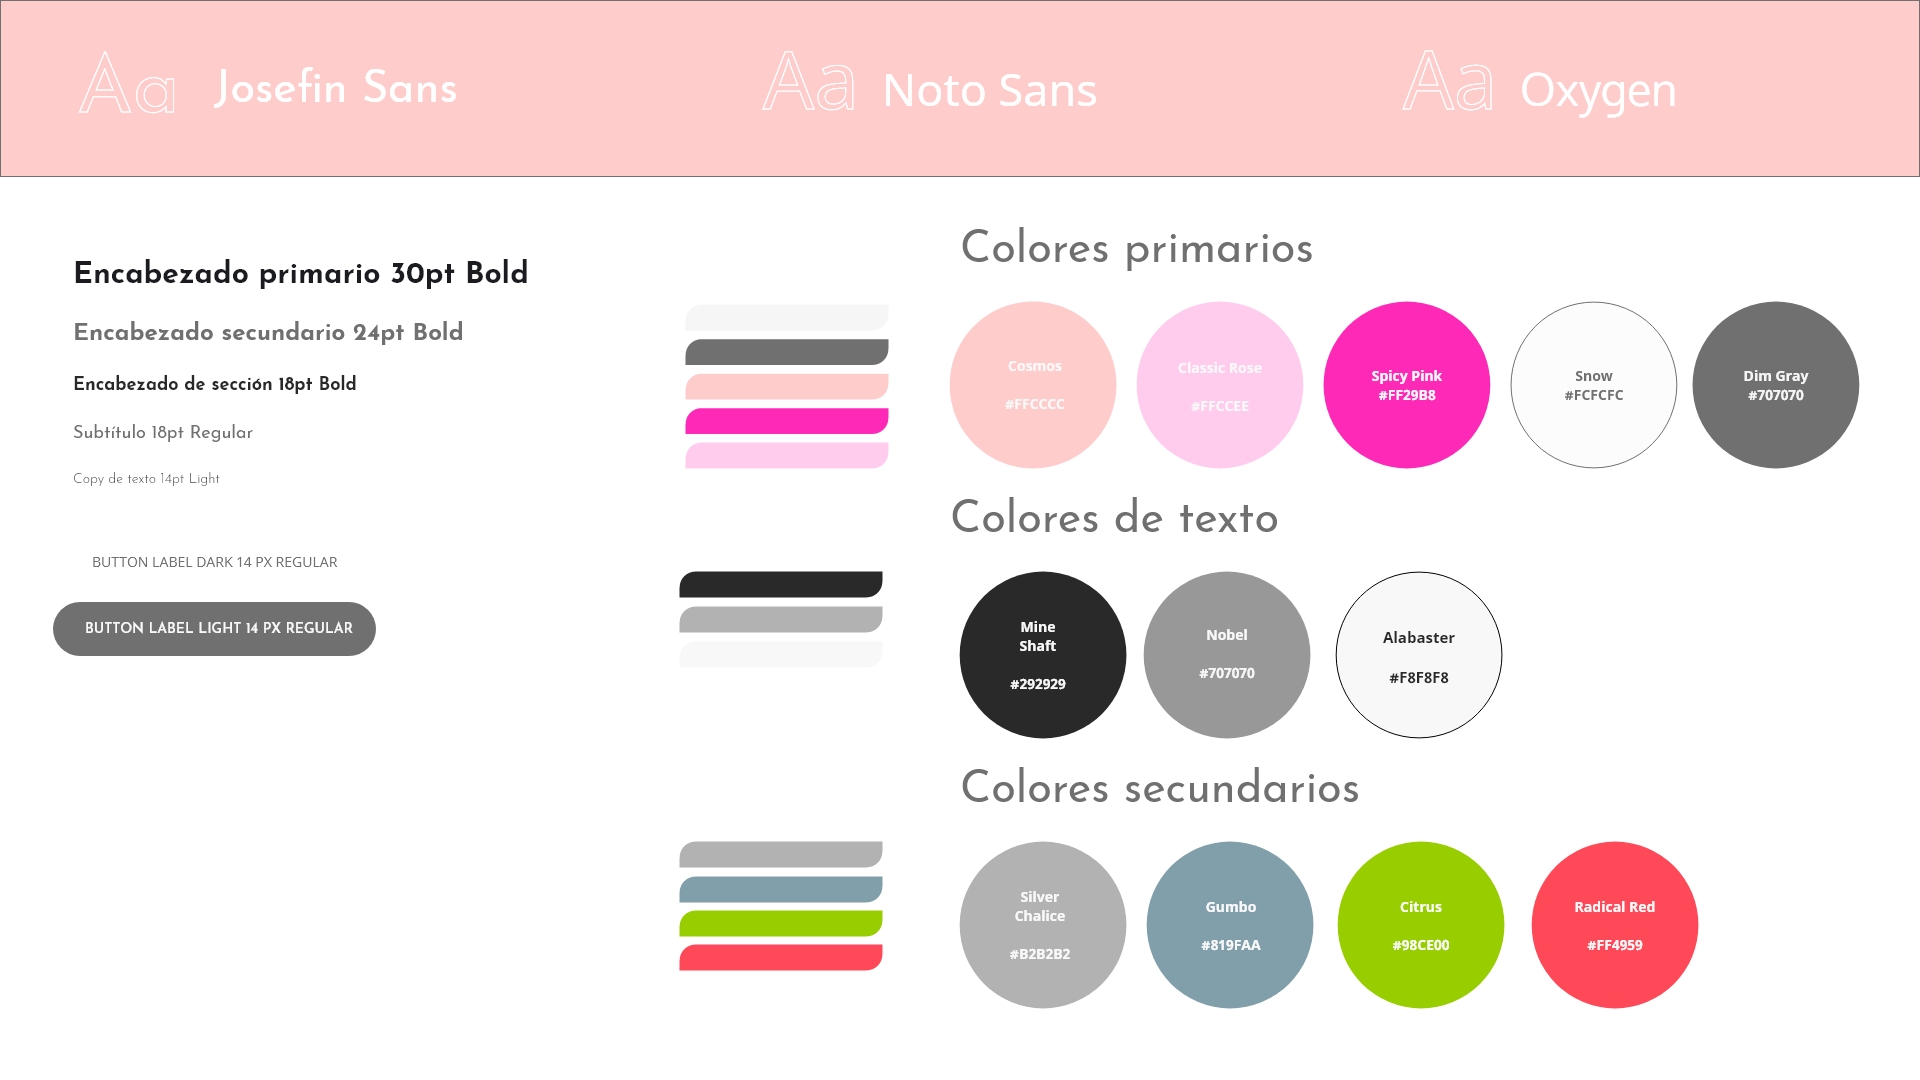 Aa Josefin Sans
Aa Noto Sans
Aa Oxygen
Encabezado primario 30pt Bold
Encabezado secundario 24pt Bold
Encabezado de sección 18pt Bold
Subtítulo 18pt Regular
Copy de texto 14pt Light
BUTTON LABEL DARK 14 PX REGULAR
BUTTON LABEL LIGHT 14 PX REGULAR
Colores primarios
Cosmos
#FFCCCC
Classic Rose
#FFCCEE
Spicy Pink
#FF29B8
Snow
#FCFCFC
Dim Gray
#707070
Colores de texto
Mine
Shaft
#292929
Nobel
#707070
Alabaster
#F8F8F8
Colores secundarios
Silver
Chalice
#B2B2B2
Gumbo
#819FAA
Citrus
#98CE00
Radical Red
#FF4959